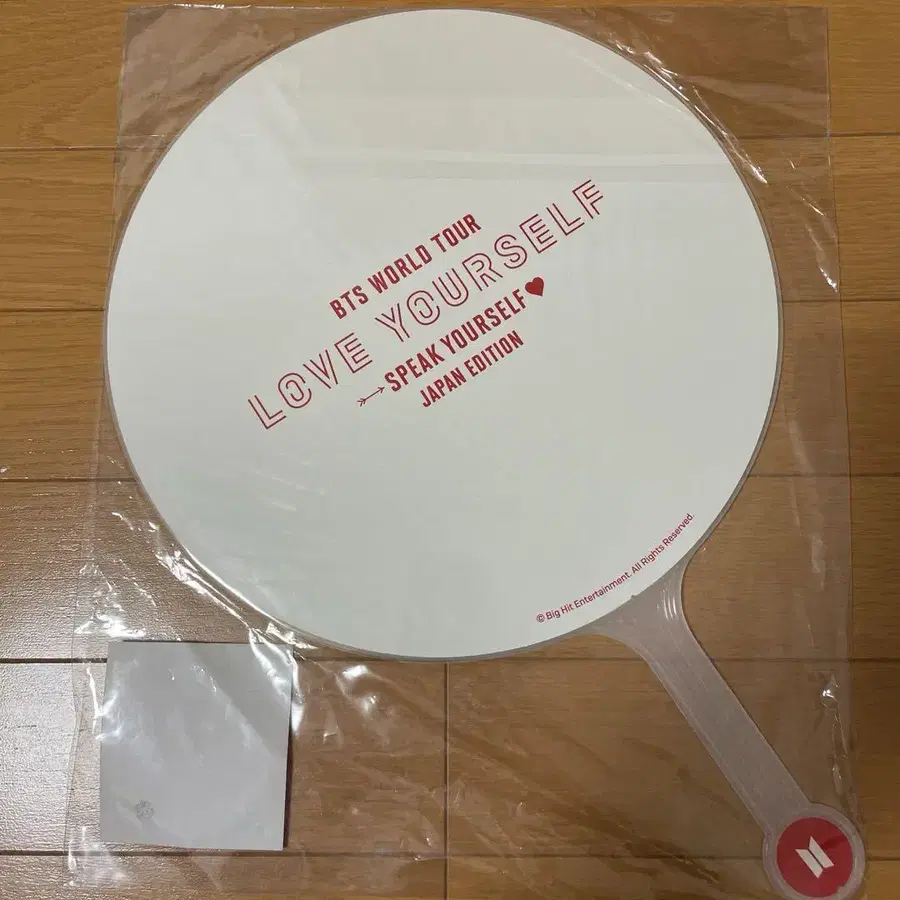 BTS WORLD TOUR
LOVE YOURSELF
SPEAK YOURSELF
JAPAN EDITION
© Big Hit Entertainment. All Rights Reserved.